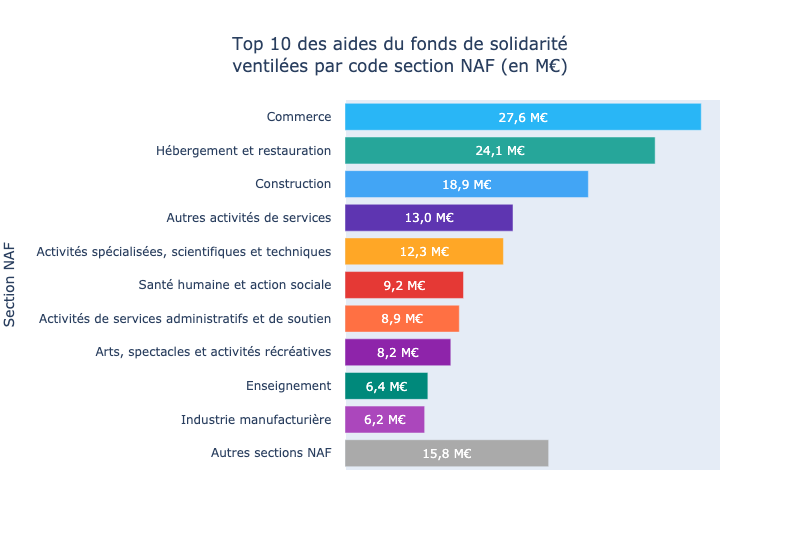 Top 10 des aides du fonds de solidarité
ventilées par code section NAF (en M€)
Section NAF
Commerce 27,6 M€
Hébergement et restauration 24,1 M€
Construction 18,9 M€
Autres activités de services 13,0 M€
Activités spécialisées, scientifiques et techniques 12,3 M€
Santé humaine et action sociale 9,2 M€
Activités de services administratifs et de soutien 8,9 M€
Arts, spectacles et activités récréatives 8,2 M€
Enseignement 6,4 M€
Industrie manufacturière 6,2 M€
Autres sections NAF 15,8 M€